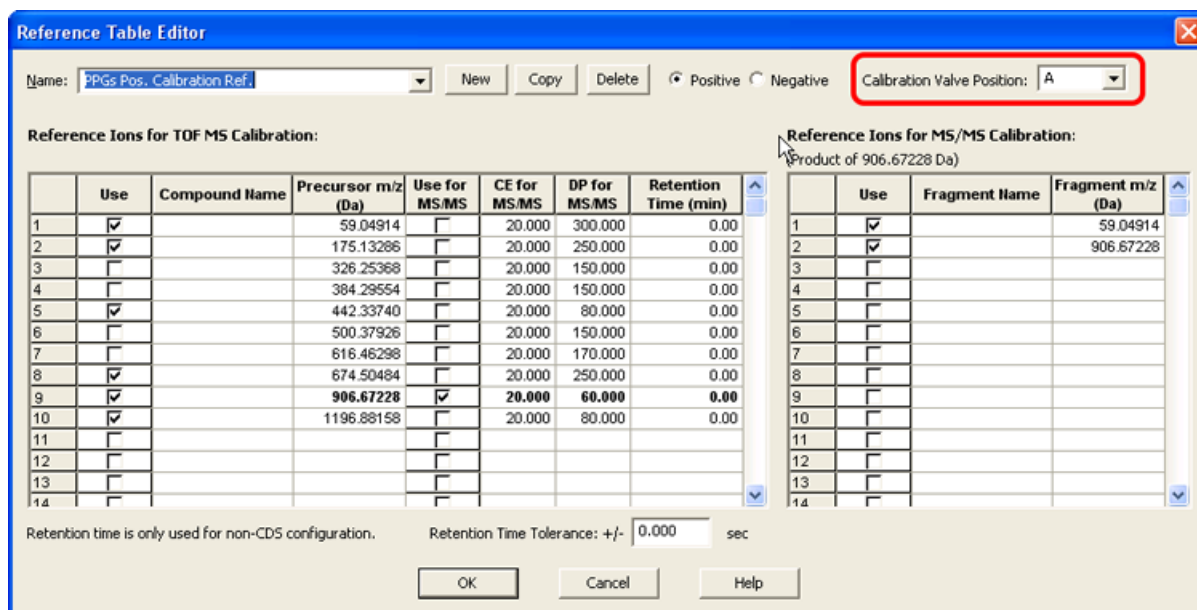 Reference Table Editor
Name: PPGs Pos. Calibration Ref. New Copy Delete Positive Negative Calibration Valve Position: A
Reference Ions for TOF MS Calibration:
Use Compound Name Precursor m/z (Da) Use for MS/MS CE for MS/MS DP for MS/MS Retention Time (min)
1 59.04914 20.000 300.000 0.00
2 175.13286 20.000 250.000 0.00
3 326.25368 20.000 150.000 0.00
4 384.29554 20.000 150.000 0.00
5 442.33740 20.000 80.000 0.00
6 500.37926 20.000 150.000 0.00
7 616.46298 20.000 170.000 0.00
8 674.50484 20.000 250.000 0.00
9 906.67228 20.000 60.000 0.00
10 1196.88158 20.000 80.000 0.00
11
12
13
14
Reference Ions for MS/MS Calibration:
(Product of 906.67228 Da)
Use Fragment Name Fragment m/z (Da)
1 59.04914
2 906.67228
3
4
5
6
7
8
9
10
11
12
13
14
Retention time is only used for non-CDS configuration. Retention Time Tolerance: +/- 0.000 sec
OK Cancel Help